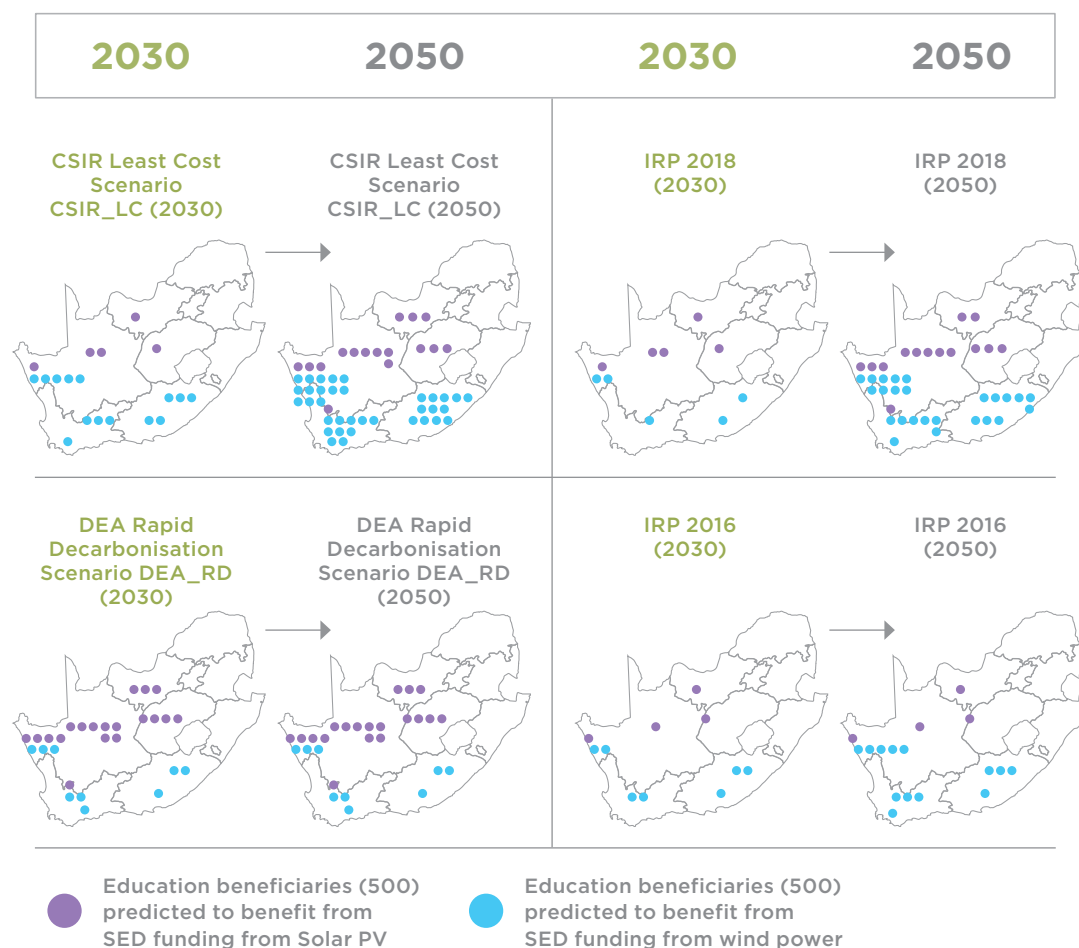 2030
2050
2030
2050
CSIR Least Cost
Scenario
CSIR_LC (2030)
CSIR Least Cost
Scenario
CSIR_LC (2050)
IRP 2018
(2030)
IRP 2018
(2050)
DEA Rapid
Decarbonisation
Scenario DEA_RD
(2030)
DEA Rapid
Decarbonisation
Scenario DEA_RD
(2050)
IRP 2016
(2030)
IRP 2016
(2050)
Education beneficiaries (500)
predicted to benefit from
SED funding from Solar PV
Education beneficiaries (500)
predicted to benefit from
SED funding from wind power